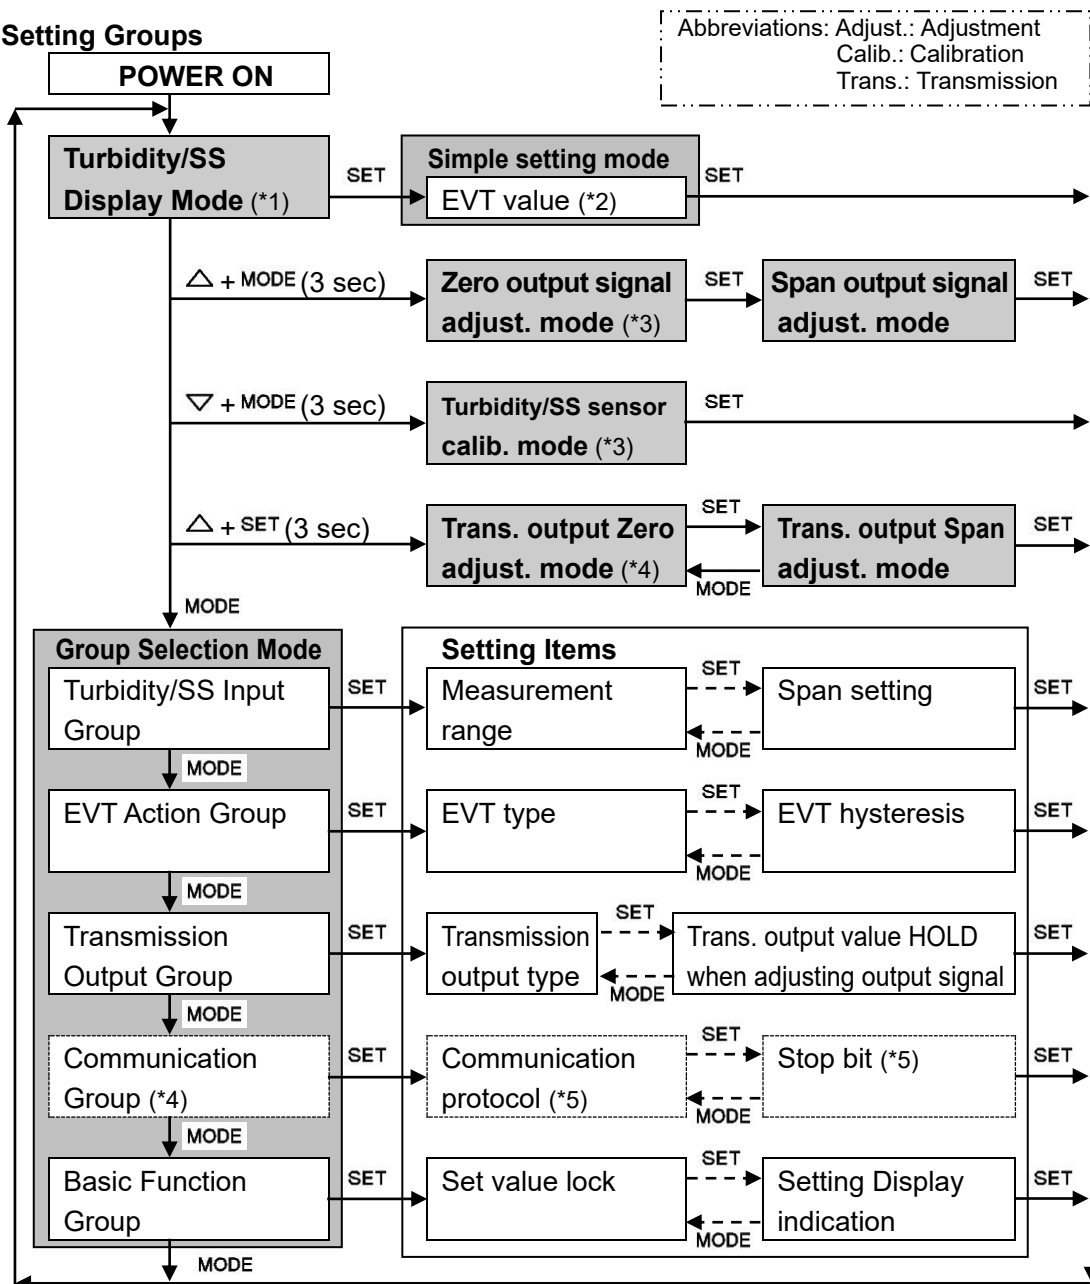 Setting Groups
Abbreviations: Adjust.: Adjustment
Calib.: Calibration
Trans.: Transmission
POWER ON
Turbidity/SS
Display Mode (*1)
SET
Simple setting mode
EVT value (*2)
SET
△ + MODE (3 sec)
Zero output signal
adjust. mode (*3)
SET
Span output signal
adjust. mode
SET
▽ + MODE (3 sec)
Turbidity/SS sensor
calib. mode (*3)
SET
△ + SET (3 sec)
Trans. output Zero
adjust. mode (*4)
SET
MODE
Trans. output Span
adjust. mode
SET
MODE
Group Selection Mode
Setting Items
Turbidity/SS Input
Group
SET
Measurement
range
SET
MODE
Span setting
SET
MODE
EVT Action Group
SET
EVT type
SET
MODE
EVT hysteresis
SET
MODE
Transmission
Output Group
SET
Transmission
output type
SET
MODE
Trans. output value HOLD
when adjusting output signal
SET
MODE
Communication
Group (*4)
SET
Communication
protocol (*5)
SET
MODE
Stop bit (*5)
SET
MODE
Basic Function
Group
SET
Set value lock
SET
MODE
Setting Display
indication
SET
MODE